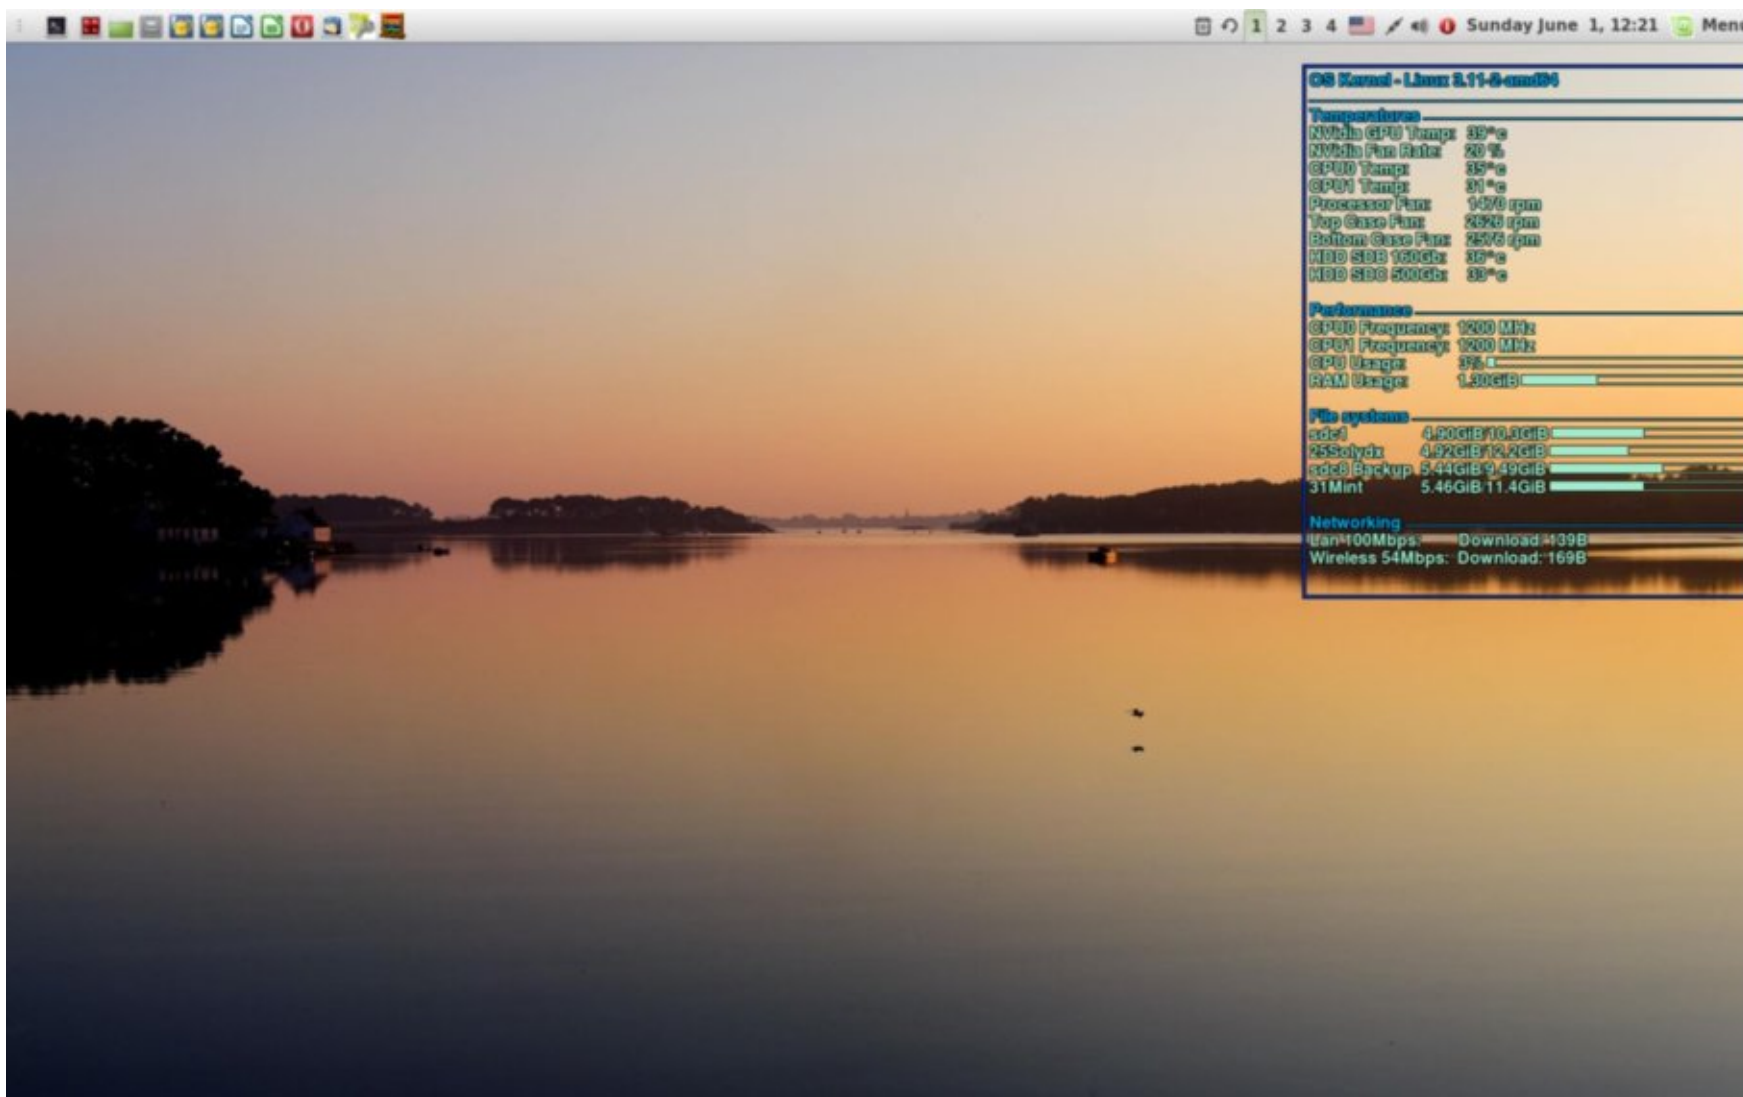 1 2 3 4 Sunday June 1, 12:21 Menu
OS Kernel - Linux 3.11-2-amd64
Temperatures
NVidia GPU Temp: 39°c
NVidia Fan Rate: 20 %
CPU0 Temp: 35°c
CPU1 Temp: 31°c
Processor Fan: 1470 rpm
Top Case Fan: 2626 rpm
Bottom Case Fan: 2576 rpm
HDD SDB 160Gb: 36°c
HDD SDC 500Gb: 33°c
Performance
CPU0 Frequency: 1200 MHz
CPU1 Frequency: 1200 MHz
CPU Usage: 3%
RAM Usage: 1.30GiB
File systems
sdc1 4.90GiB/10.3GiB
25Solydx 4.92GiB/12.2GiB
sdc8 Backup 5.44GiB/9.49GiB
31Mint 5.46GiB/11.4GiB
Networking
Lan 100Mbps: Download: 139B
Wireless 54Mbps: Download: 169B